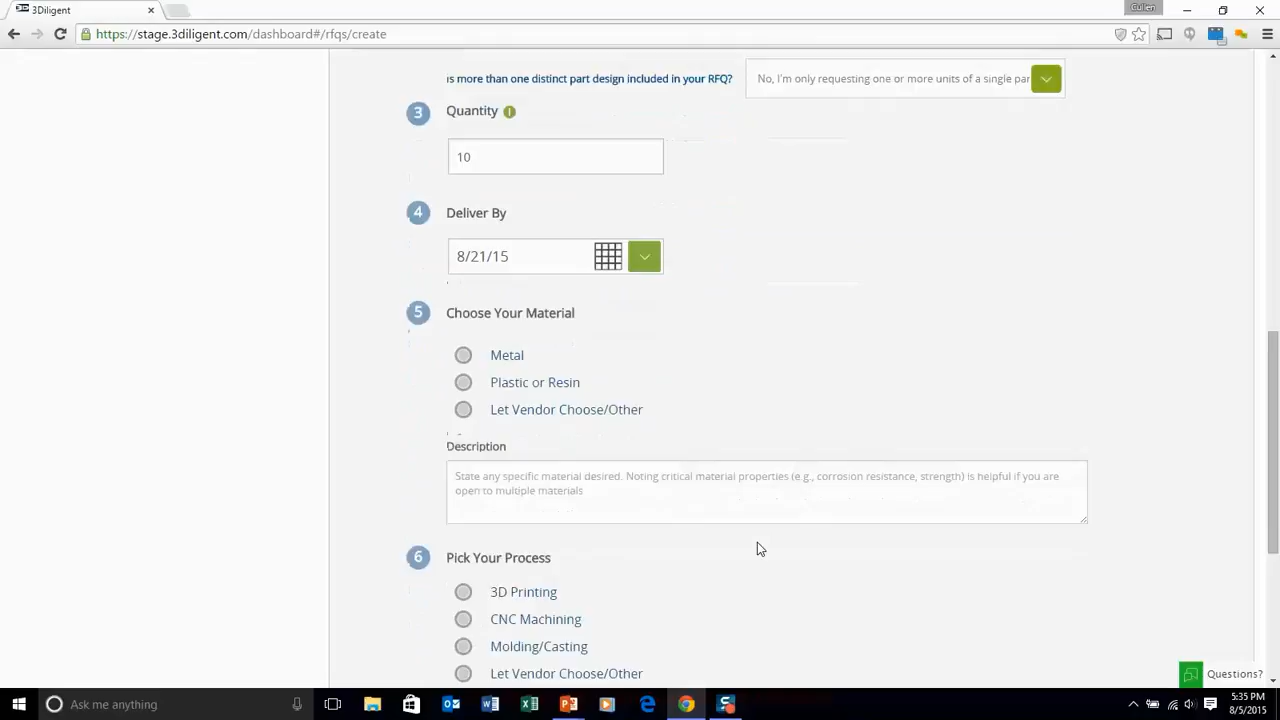 3Diligent
Cullen
https://stage.3diligent.com/dashboard#/rfqs/create
is more than one distinct part design included in your RFQ?
No, I'm only requesting one or more units of a single par
3 Quantity i
10
4 Deliver By
8/21/15
5 Choose Your Material
Metal
Plastic or Resin
Let Vendor Choose/Other
Description
State any specific material desired. Noting critical material properties (e.g., corrosion resistance, strength) is helpful if you are
open to multiple materials
6 Pick Your Process
3D Printing
CNC Machining
Molding/Casting
Let Vendor Choose/Other
Questions?
Ask me anything
5:35 PM
8/5/2015